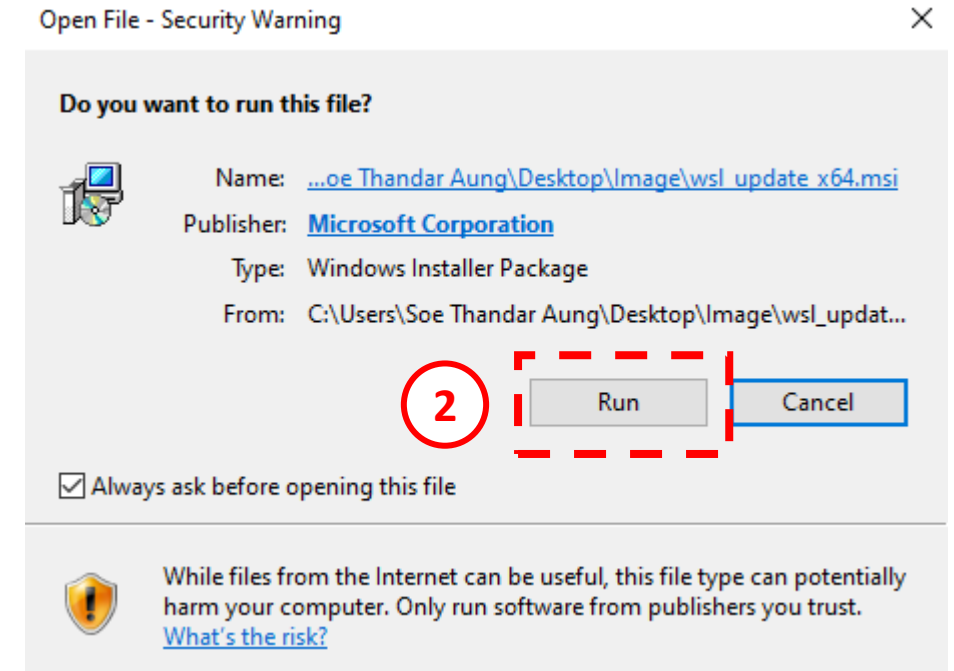 Open File - Security Warning
Do you want to run this file?
Name: ...oe Thandar Aung\Desktop\Image\wsl_update_x64.msi
Publisher: Microsoft Corporation
Type: Windows Installer Package
From: C:\Users\Soe Thandar Aung\Desktop\Image\wsl_updat...
2 Run Cancel
Always ask before opening this file
While files from the Internet can be useful, this file type can potentially
harm your computer. Only run software from publishers you trust.
What's the risk?